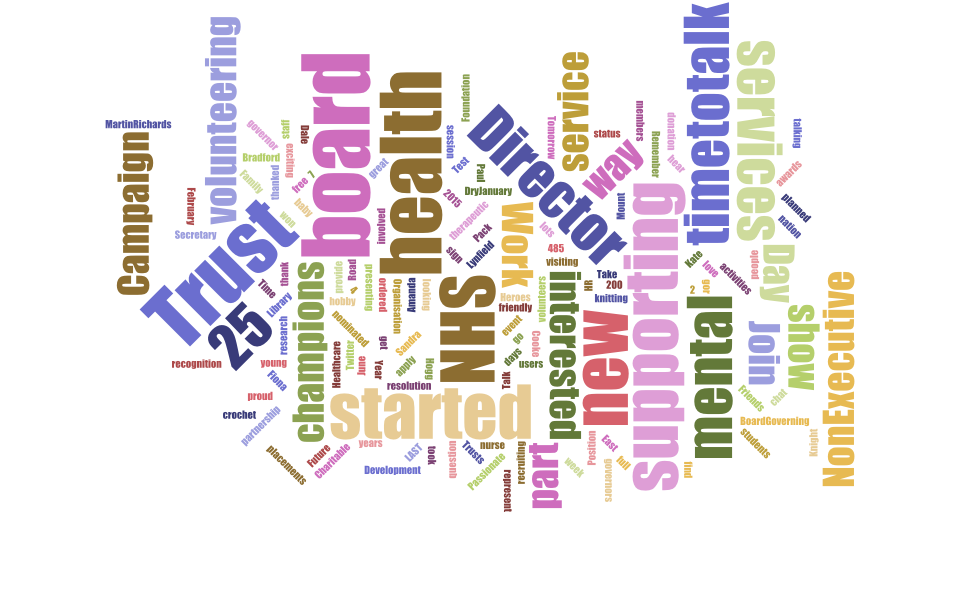 MartinRichards
Campaign
volunteering
February
Secretary
governor
staff
Dale
Bradford
exciting
Family
thanked
free
7
baby
won
board
great
health
involved
Foundation
session
Test
Paul
DryJanuary
2015
therapeutic
Pack
sign
Lynfield
Director
Tomorrow
service
status
members
way
Remember
donation
hear
timetotalk
services
talking
awards
planned
nation
Mount
lots
485
visiting
Work
Trust
25
thank
Time
Library
research
recognition
young
Fiona
proud
crochet
partnership
placements
champions
provide
Road
4
hobby
presenting
ordered
Organisation
Amanda
looking
nominated
get
Sandra
Healthcare
Twitter
June
Year
apply
Hogg
resolution
NHS
Heroes
friendly
event
go
volunteers
Cooke
days
users
Talk
interested
HR
Take
200
knitting
new
supporting
Kate
love
activities
people
2
gor
mental
day
Join
show
NonExecutive
Friends
chat
BoardGoverning
students
Knight
started
years
Future
Charitable
Development
LAST
took
question
Trusts
Passionate
nurse
recruiting
represent
part
week
Position
East
full
governors
find